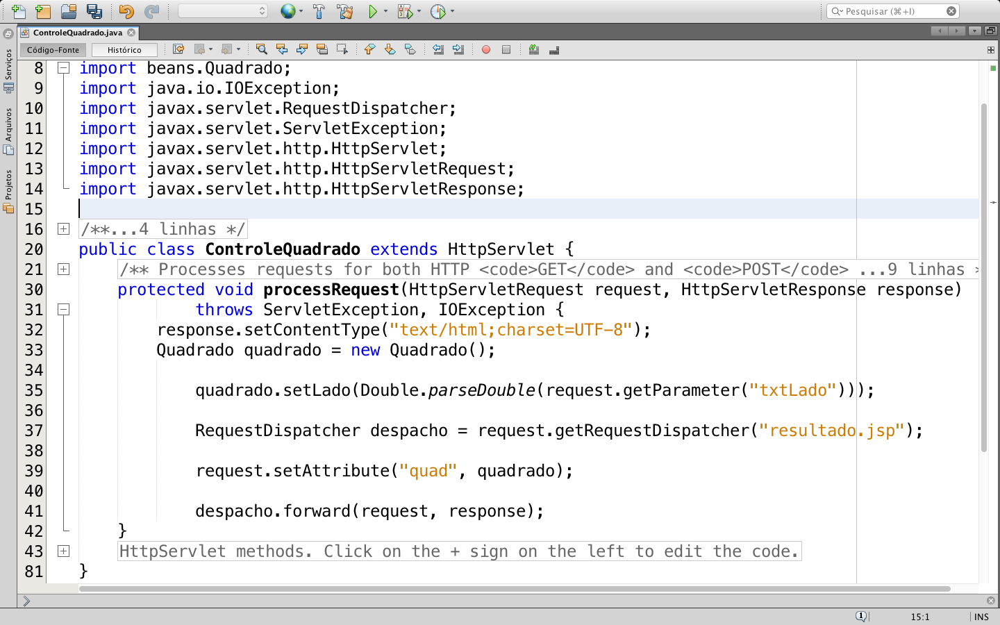 Pesquisar (⌘+I)
ControleQuadrado.java
Código-Fonte Histórico
Serviços
Arquivos
Projetos
8 import beans.Quadrado;
9 import java.io.IOException;
10 import javax.servlet.RequestDispatcher;
11 import javax.servlet.ServletException;
12 import javax.servlet.http.HttpServlet;
13 import javax.servlet.http.HttpServletRequest;
14 import javax.servlet.http.HttpServletResponse;
15
16 /**...4 linhas */
20 public class ControleQuadrado extends HttpServlet {
21 /** Processes requests for both HTTP <code>GET</code> and <code>POST</code> ...9 linhas
30 protected void processRequest(HttpServletRequest request, HttpServletResponse response)
31 throws ServletException, IOException {
32 response.setContentType("text/html;charset=UTF-8");
33 Quadrado quadrado = new Quadrado();
34
35 quadrado.setLado(Double.parseDouble(request.getParameter("txtLado")));
36
37 RequestDispatcher despacho = request.getRequestDispatcher("resultado.jsp");
38
39 request.setAttribute("quad", quadrado);
40
41 despacho.forward(request, response);
42 }
43 HttpServlet methods. Click on the + sign on the left to edit the code.
81 }
1 15:1 INS